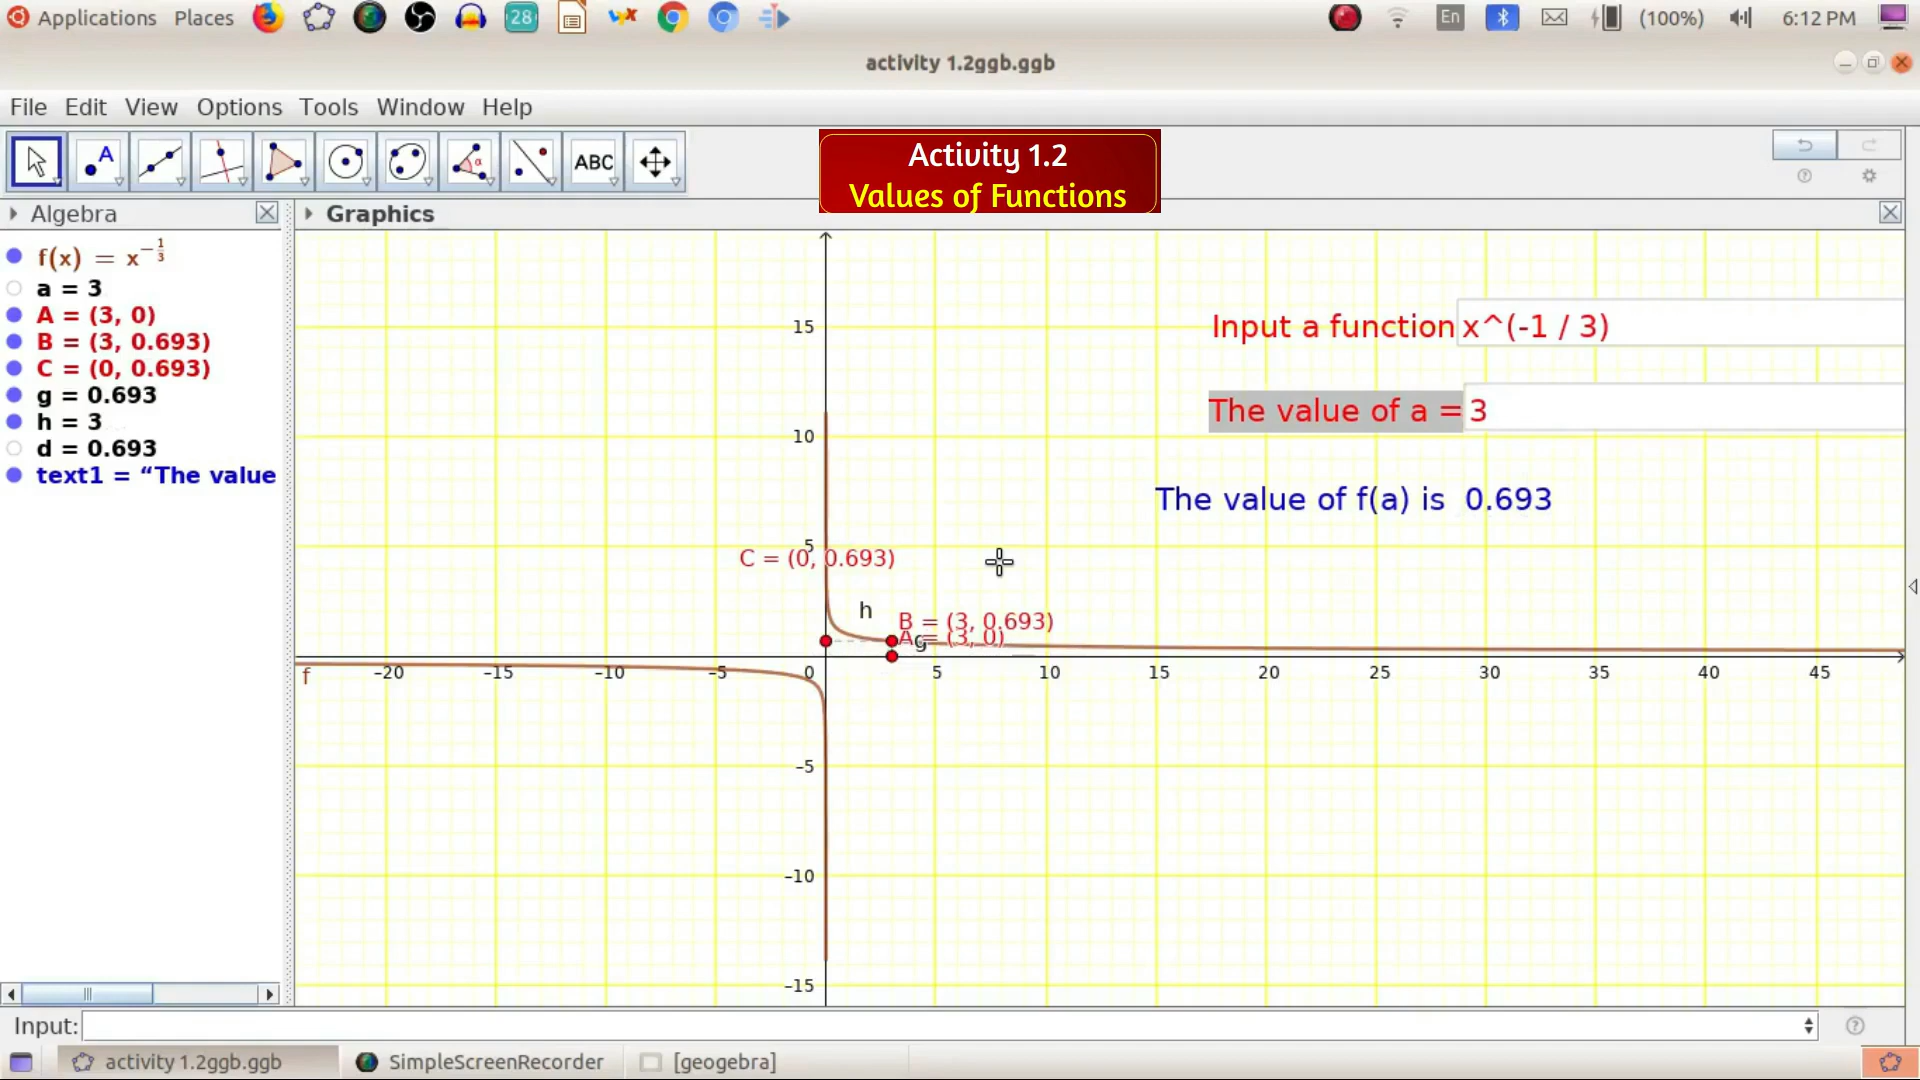 Applications Places 28 En (100%) 6:12 PM
activity 1.2ggb.ggb
File Edit View Options Tools Window Help
A α ABC
Activity 1.2
Values of Functions
Algebra
Graphics
f(x) = x^(-1/3)
a = 3
A = (3, 0)
B = (3, 0.693)
C = (0, 0.693)
g = 0.693
h = 3
d = 0.693
text1 = “The value
Input a function x^(-1 / 3)
The value of a = 3
The value of f(a) is 0.693
15
10
5
C = (0, 0.693)
h
B = (3, 0.693)
A = (3, 0)
g
f
–20 –15 –10 –5 0 5 10 15 20 25 30 35 40 45
–5
–10
–15
Input:
activity 1.2ggb.ggb SimpleScreenRecorder [geogebra]